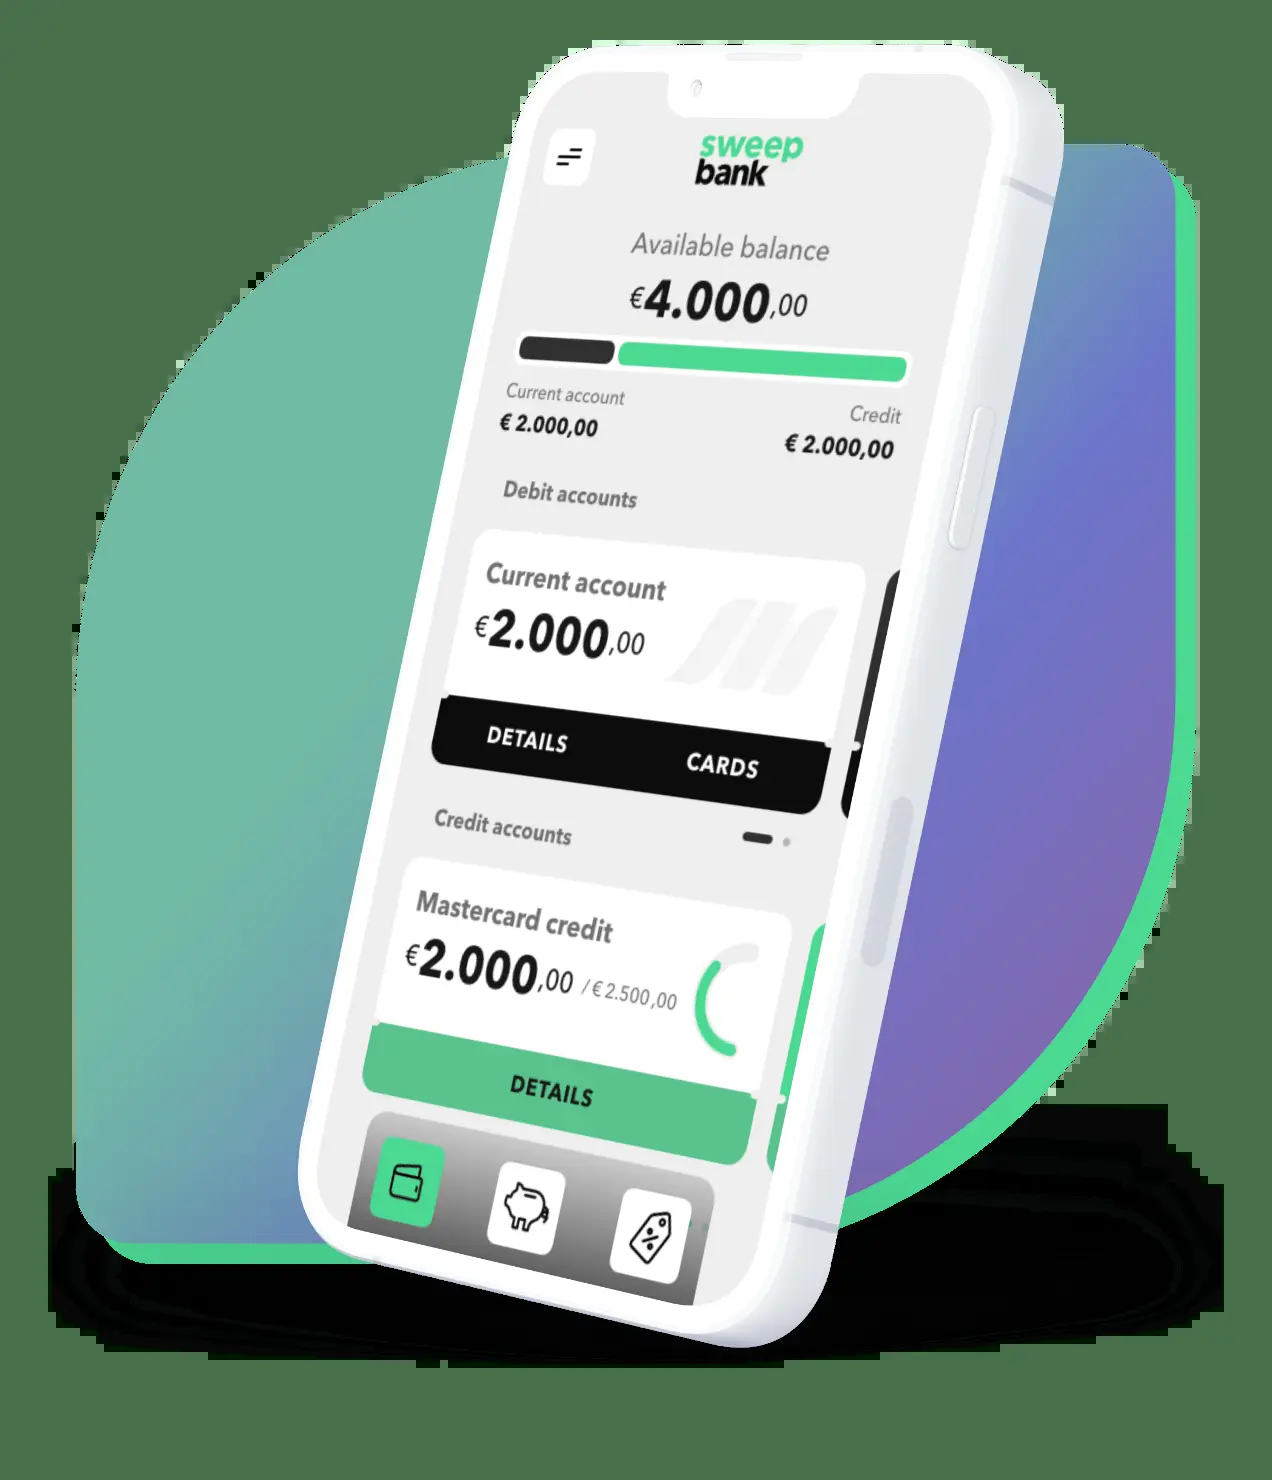 sweep
bank
Available balance
€4.000,00
Current account
Credit
€ 2.000,00
€ 2.000,00
Debit accounts
Current account
€2.000,00
DETAILS
CARDS
Credit accounts
Mastercard credit
€2.000,00 / € 2.500,00
DETAILS